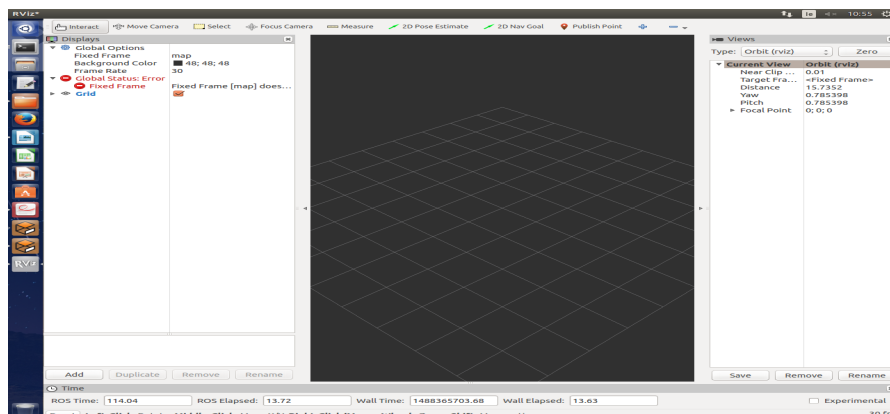 RViz*
10:55
Interact Move Camera Select Focus Camera Measure 2D Pose Estimate 2D Nav Goal Publish Point
Displays
Global Options
Fixed Frame map
Background Color 48; 48; 48
Frame Rate 30
Global Status: Error
Fixed Frame Fixed Frame [map] does...
Grid
Add Duplicate Remove Rename
Views
Type: Orbit (rviz) Zero
Current View Orbit (rviz)
Near Clip ... 0.01
Target Fra... <Fixed Frame>
Distance 15.7352
Yaw 0.785398
Pitch 0.785398
Focal Point 0; 0; 0
Save Remove Rename
RViz
Time
ROS Time: 114.04 ROS Elapsed: 13.72 Wall Time: 1488365703.68 Wall Elapsed: 13.63 Experimental